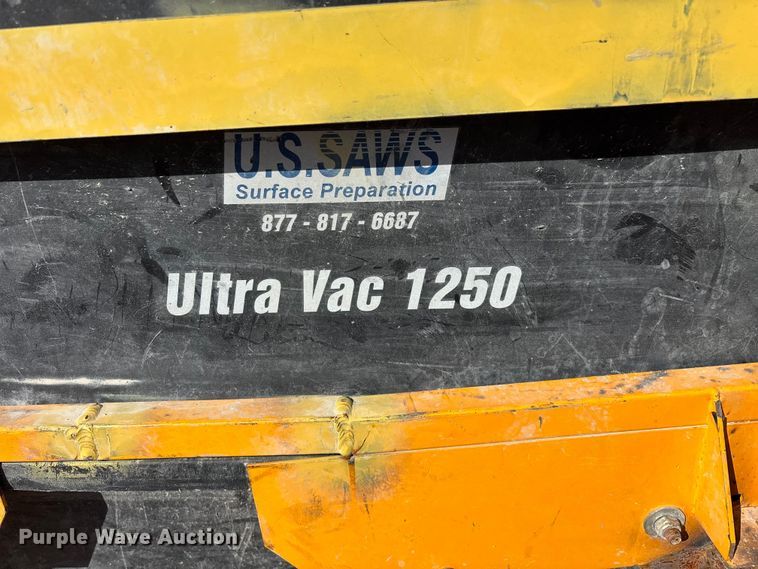 U.S.SAWS
Surface Preparation
877 - 817 - 6687
Ultra Vac 1250
Purple Wave Auction®